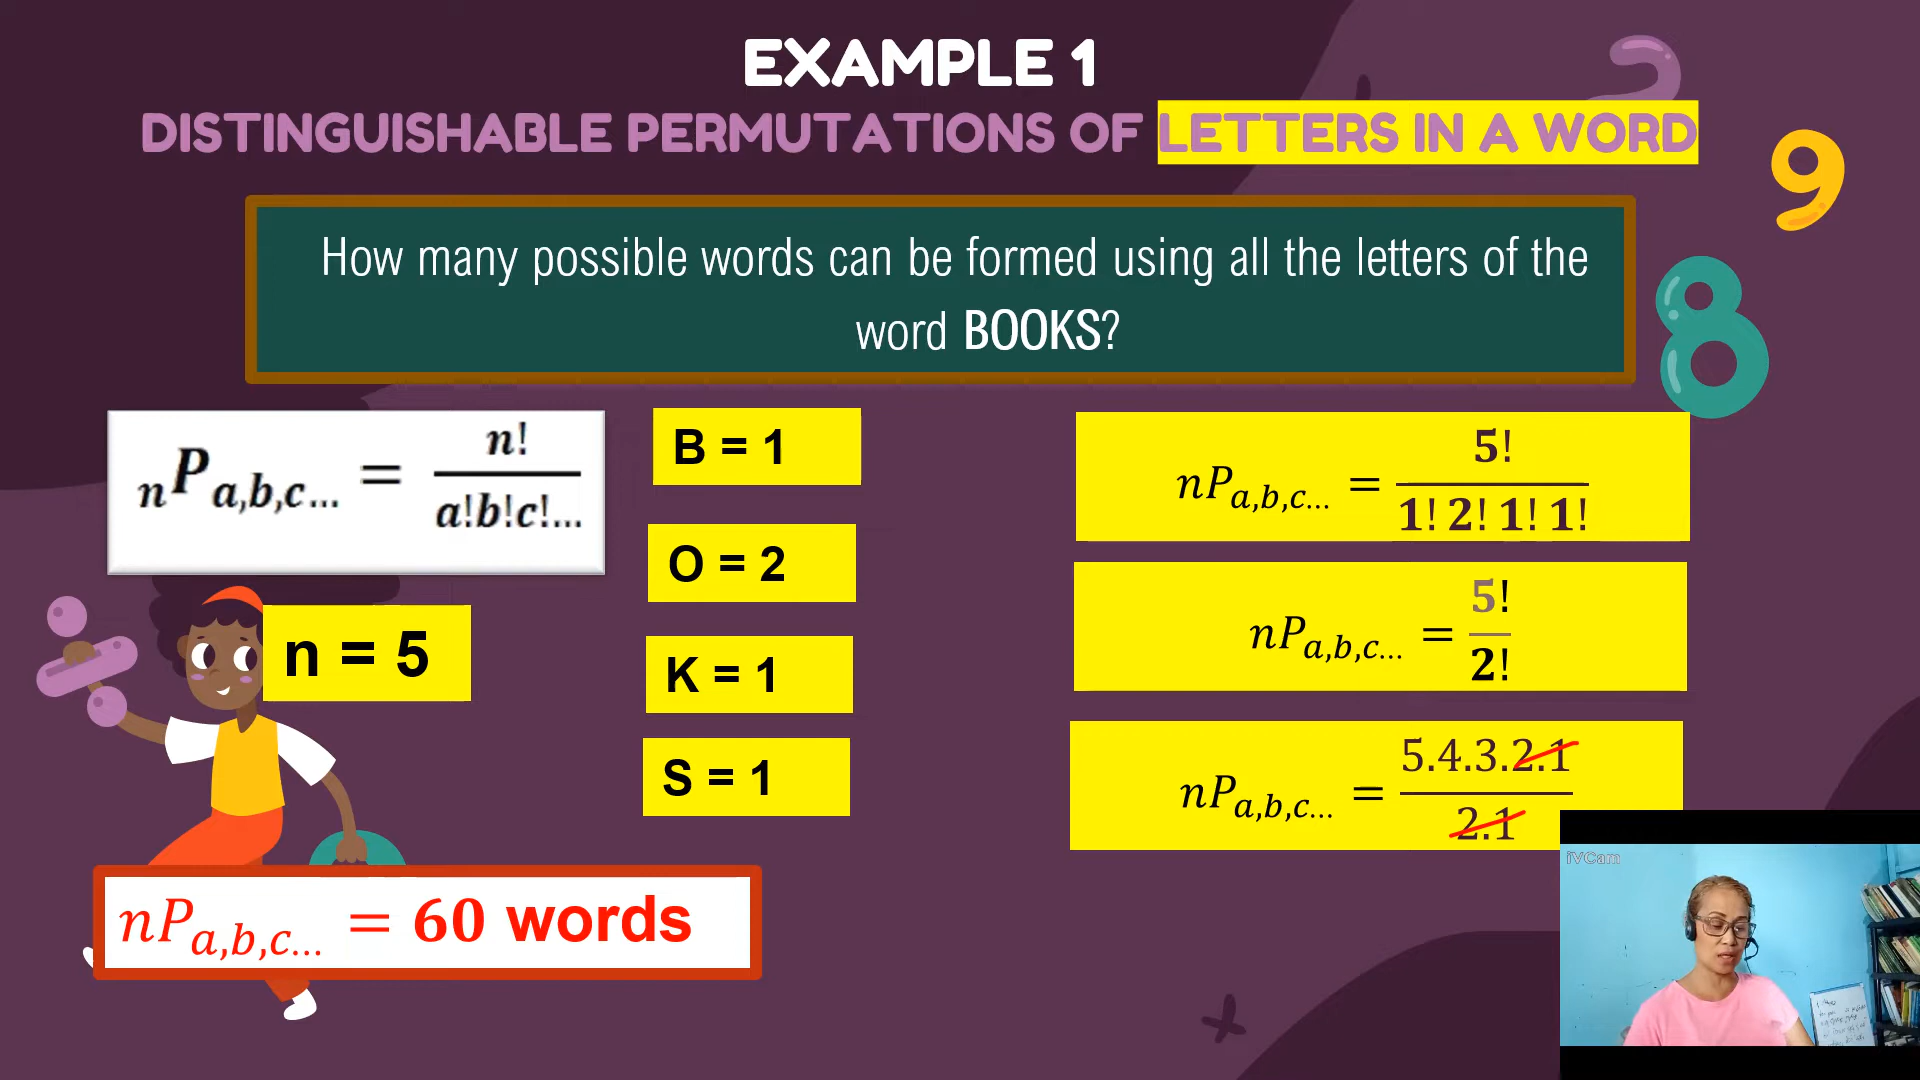 EXAMPLE 1
DISTINGUISHABLE PERMUTATIONS OF LETTERS IN A WORD
How many possible words can be formed using all the letters of the
word BOOKS?
nPa,b,c... = n! / a!b!c!...
n = 5
B = 1
O = 2
K = 1
S = 1
nPa,b,c... = 5! / 1! 2! 1! 1!
nPa,b,c... = 5! / 2!
nPa,b,c... = 5.4.3.2.1 / 2.1
nPa,b,c... = 60 words
9
8
iVCam